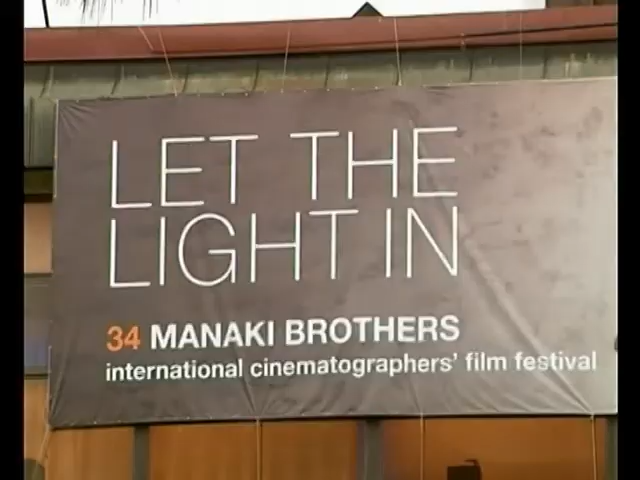 LET THE
LIGHT IN
34 MANAKI BROTHERS
international cinematographers' film festival